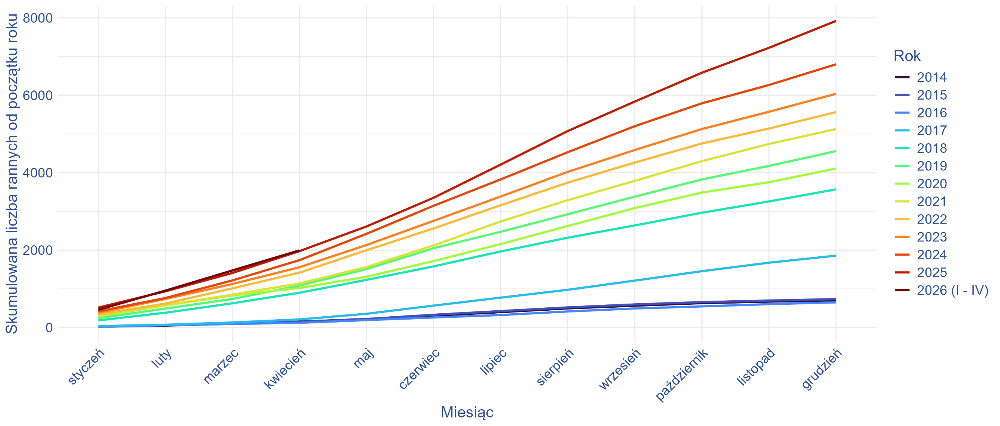 Skumulowana liczba rannych od początku roku
8000
6000
4000
2000
0
styczeń
luty
marzec
kwiecień
maj
czerwiec
lipiec
sierpień
wrzesień
październik
listopad
grudzień
Miesiąc
Rok
2014
2015
2016
2017
2018
2019
2020
2021
2022
2023
2024
2025
2026 (I - IV)